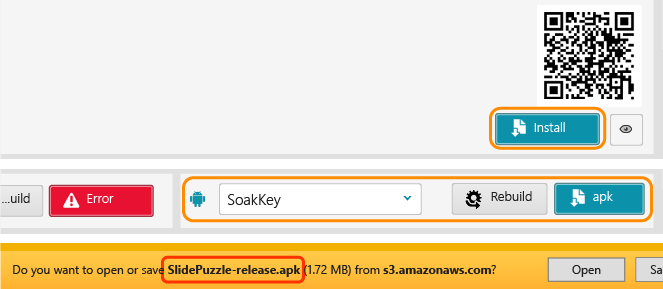 Install
...uild
Error
SoakKey
Rebuild
apk
Do you want to open or save SlidePuzzle-release.apk (1.72 MB) from s3.amazonaws.com?
Open
Sa